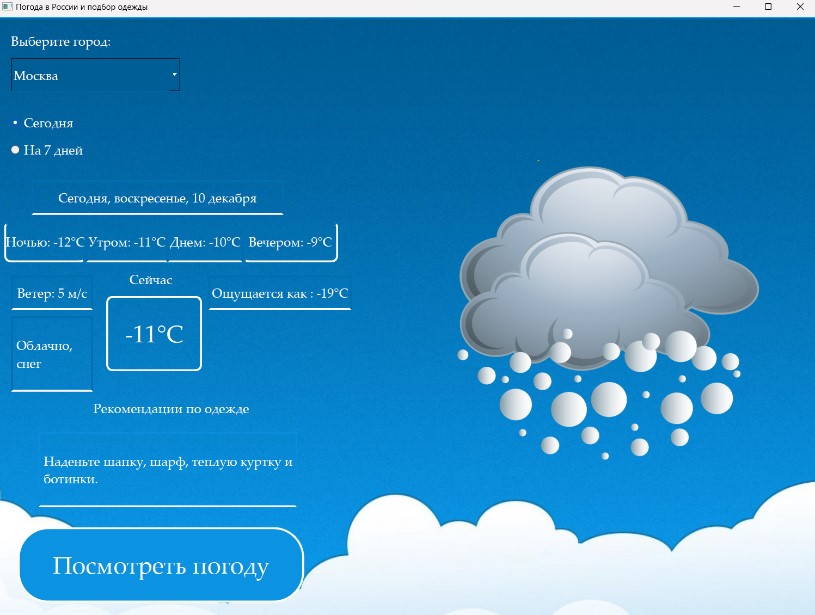 Погода в России и подбор одежды
Выберите город:
Москва
Сегодня
На 7 дней
Сегодня, воскресенье, 10 декабря
Ночью: -12°C Утром: -11°C Днем: -10°C Вечером: -9°C
Сейчас
Ветер: 5 м/с
Ощущается как : -19°C
-11°C
Облачно,
снег
Рекомендации по одежде
Наденьте шапку, шарф, теплую куртку и
ботинки.
Посмотреть погоду